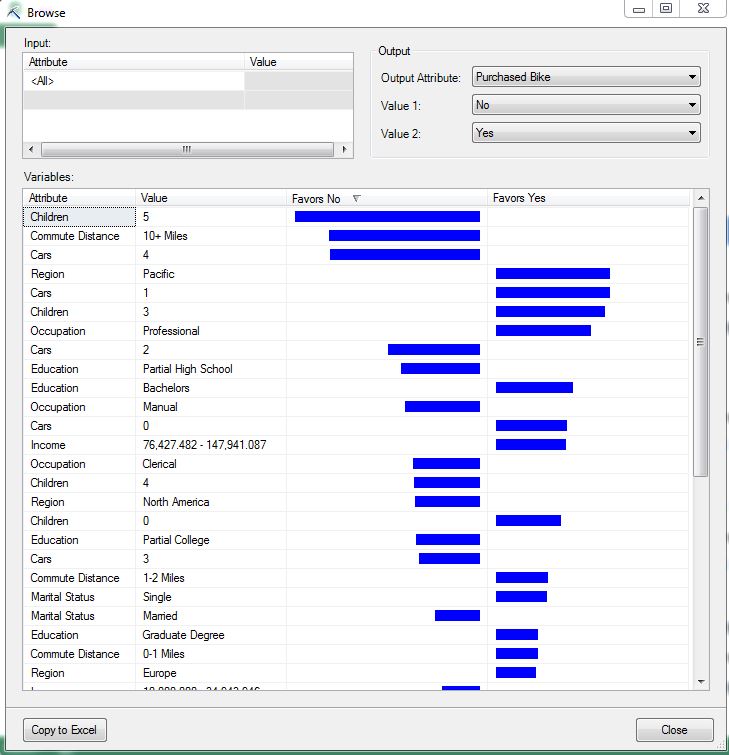 Browse
Input:
Attribute Value
<All>
Output
Output Attribute: Purchased Bike
Value 1: No
Value 2: Yes
Variables:
Attribute Value Favors No Favors Yes
Children 5
Commute Distance 10+ Miles
Cars 4
Region Pacific
Cars 1
Children 3
Occupation Professional
Cars 2
Education Partial High School
Education Bachelors
Occupation Manual
Cars 0
Income 76,427.482 - 147,941.087
Occupation Clerical
Children 4
Region North America
Children 0
Education Partial College
Cars 3
Commute Distance 1-2 Miles
Marital Status Single
Marital Status Married
Education Graduate Degree
Commute Distance 0-1 Miles
Region Europe
Copy to Excel Close